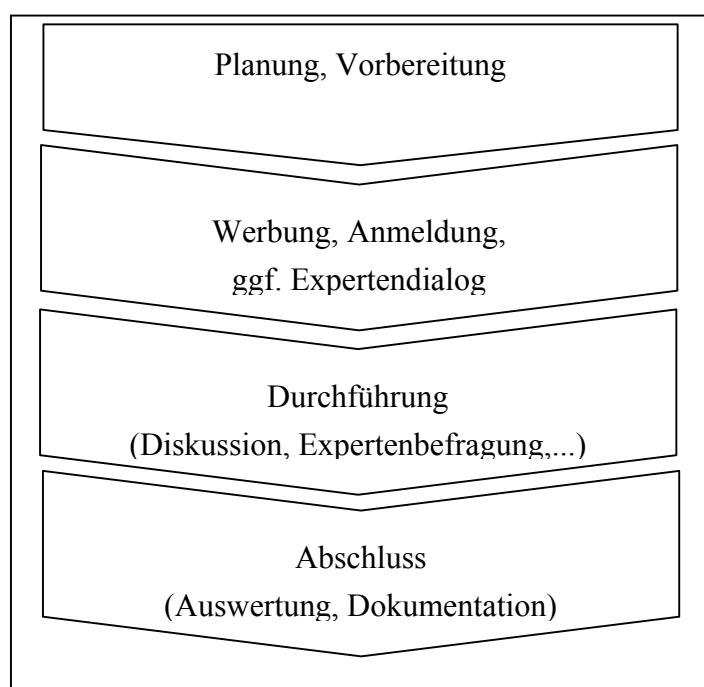 Planung, Vorbereitung
Werbung, Anmeldung,
ggf. Expertendialog
Durchführung
(Diskussion, Expertenbefragung,...)
Abschluss
(Auswertung, Dokumentation)